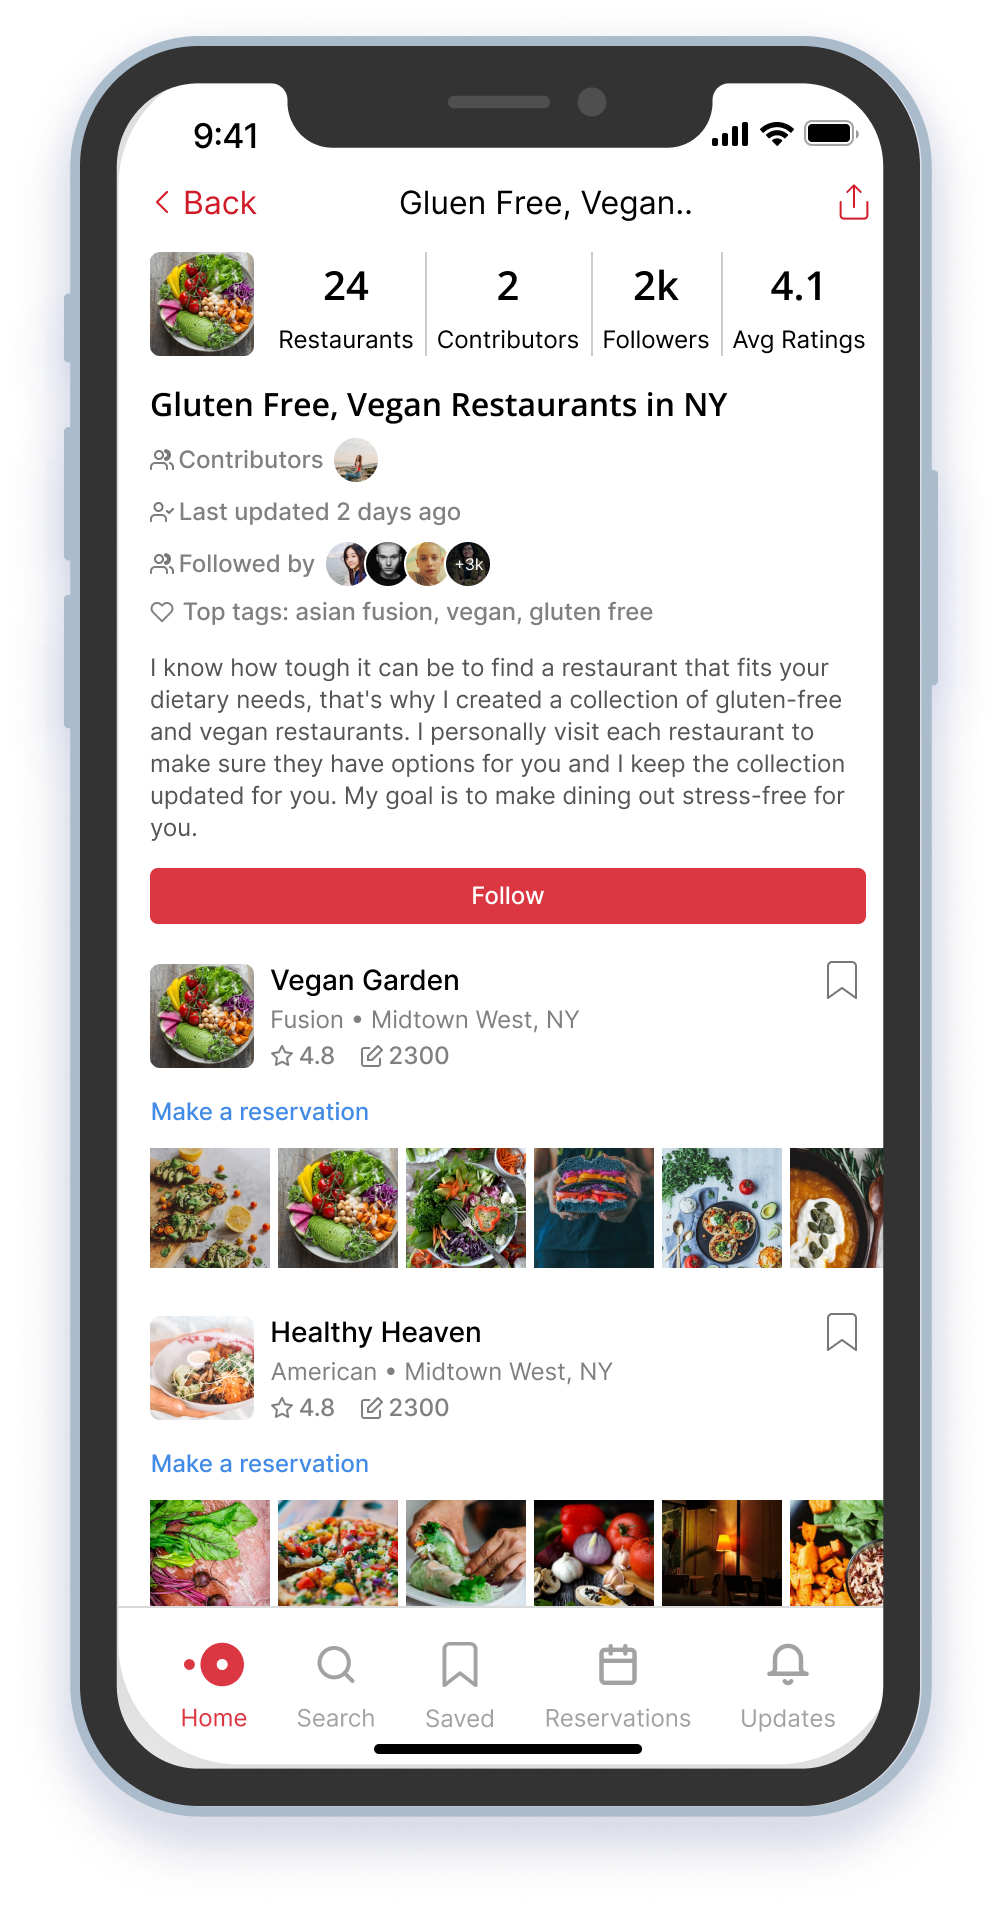 9:41
Back
Gluen Free, Vegan..
24
2
2k
4.1
Restaurants
Contributors
Followers
Avg Ratings
Gluten Free, Vegan Restaurants in NY
Contributors
Last updated 2 days ago
Followed by
+3k
Top tags: asian fusion, vegan, gluten free
I know how tough it can be to find a restaurant that fits your
dietary needs, that's why I created a collection of gluten-free
and vegan restaurants. I personally visit each restaurant to
make sure they have options for you and I keep the collection
updated for you. My goal is to make dining out stress-free for
you.
Follow
Vegan Garden
Fusion • Midtown West, NY
4.8 2300
Make a reservation
Healthy Heaven
American • Midtown West, NY
4.8 2300
Make a reservation
Home
Search
Saved
Reservations
Updates